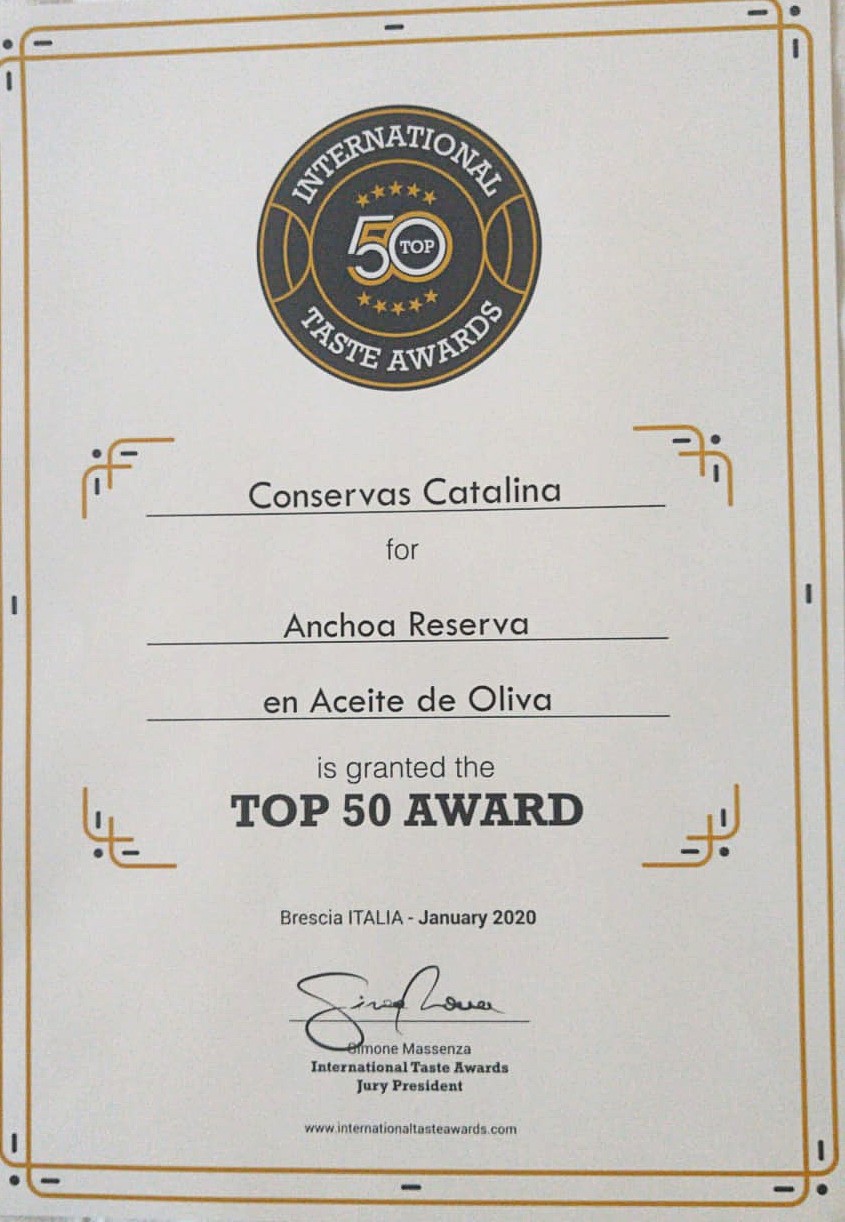 INTERNATIONAL
50 TOP
TASTE AWARDS
Conservas Catalina
for
Anchoa Reserva
en Aceite de Oliva
is granted the
TOP 50 AWARD
Brescia ITALIA - January 2020
Simone Massenza
International Taste Awards
Jury President
www.internationaltasteawards.com